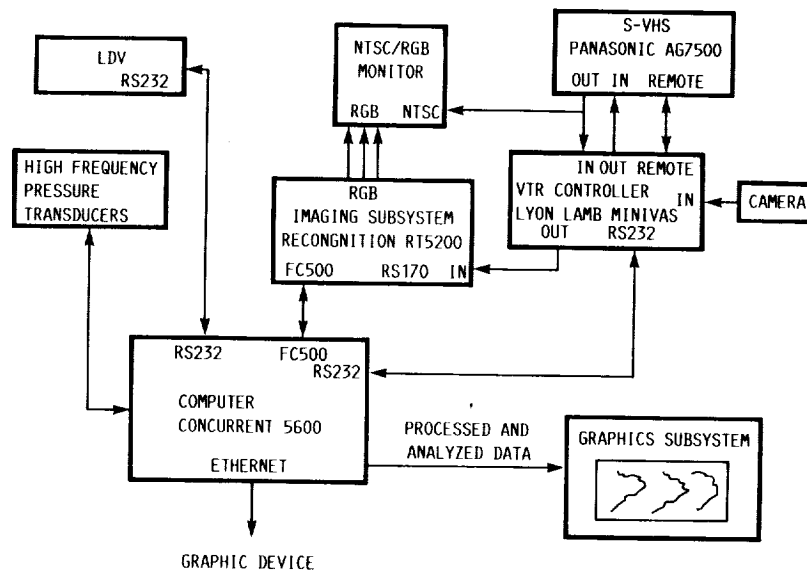 LDV
RS232
NTSC/RGB
MONITOR
RGB NTSC
S-VHS
PANASONIC AG7500
OUT IN REMOTE
HIGH FREQUENCY
PRESSURE
TRANSDUCERS
RGB
IMAGING SUBSYSTEM
RECONGNITION RT5200
FC500 RS170 IN
IN OUT REMOTE
VTR CONTROLLER
IN
LYON LAMB MINIVAS
OUT RS232
CAMERA
RS232 FC500
RS232
COMPUTER
CONCURRENT 5600
ETHERNET
PROCESSED AND
ANALYZED DATA
GRAPHICS SUBSYSTEM
GRAPHIC DEVICE